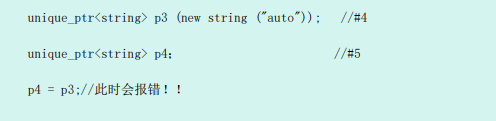 unique_ptr<string> p3 (new string ("auto"));   //#4
unique_ptr<string> p4；                       //#5
p4 = p3;//此时会报错！！